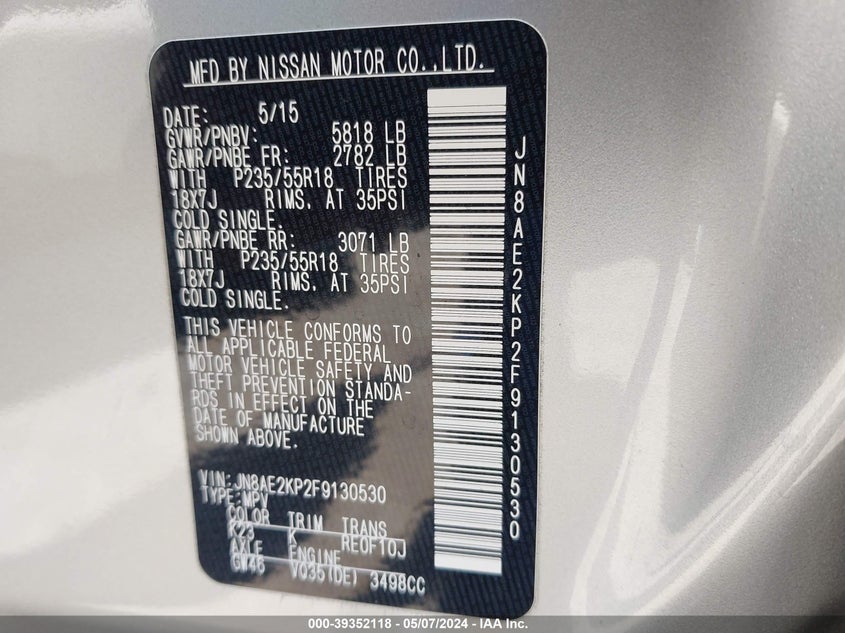 MFD BY NISSAN MOTOR CO.,LTD.
DATE: 5/15
GVWR/PNBV: 5818 LB
GAWR/PNBE FR: 2782 LB
WITH P235/55R18 TIRES
18X7J RIMS, AT 35PSI
COLD SINGLE.
GAWR/PNBE RR: 3071 LB
WITH P235/55R18 TIRES
18X7J RIMS, AT 35PSI
COLD SINGLE.
THIS VEHICLE CONFORMS TO
ALL APPLICABLE FEDERAL
MOTOR VEHICLE SAFETY AND
THEFT PREVENTION STANDA-
RDS IN EFFECT ON THE
DATE OF MANUFACTURE
SHOWN ABOVE.
VIN: JN8AE2KP2F9130530
TYPE: MPV
COLOR TRIM TRANS
K23 K RE0F10J
AXLE ENGINE
GW46 VQ35(DE) 3498CC
JN8AE2KP2F9130530
000-39352118 - 05/07/2024 - IAA Inc.